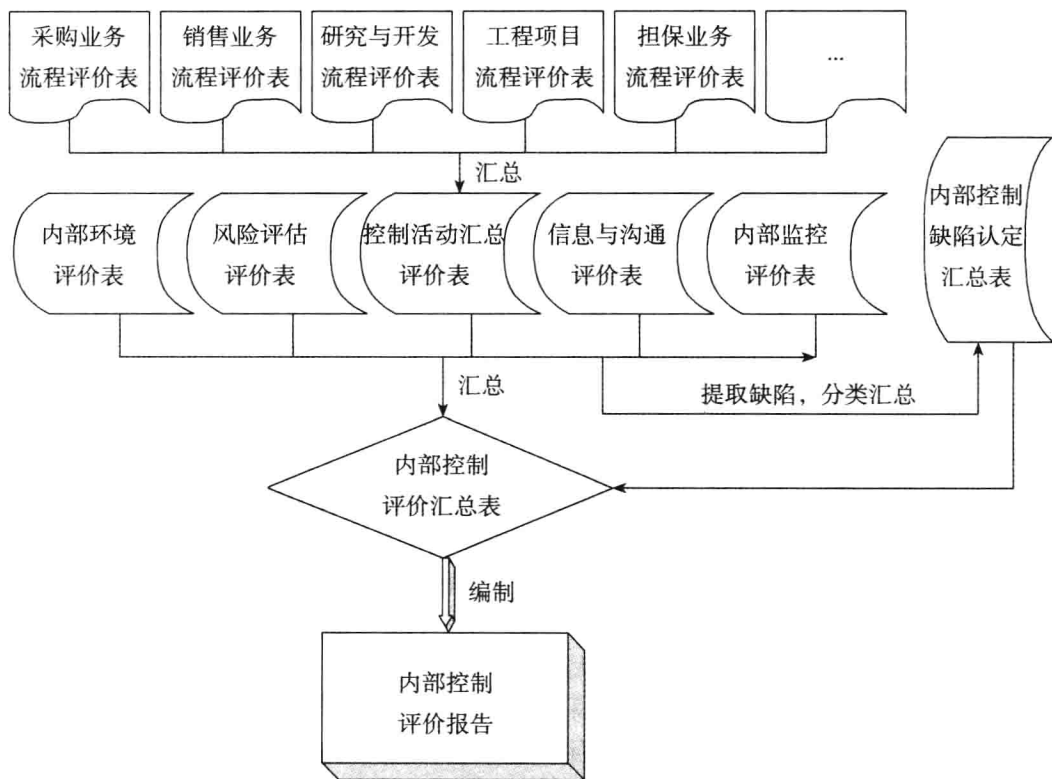 采购业务
流程评价表
销售业务
流程评价表
研究与开发
流程评价表
工程项目
流程评价表
担保业务
流程评价表
...
汇总
内部环境
评价表
风险评估
评价表
控制活动汇总
评价表
信息与沟通
评价表
内部监控
评价表
内部控制
缺陷认定
汇总表
汇总
提取缺陷，分类汇总
内部控制
评价汇总表
编制
内部控制
评价报告